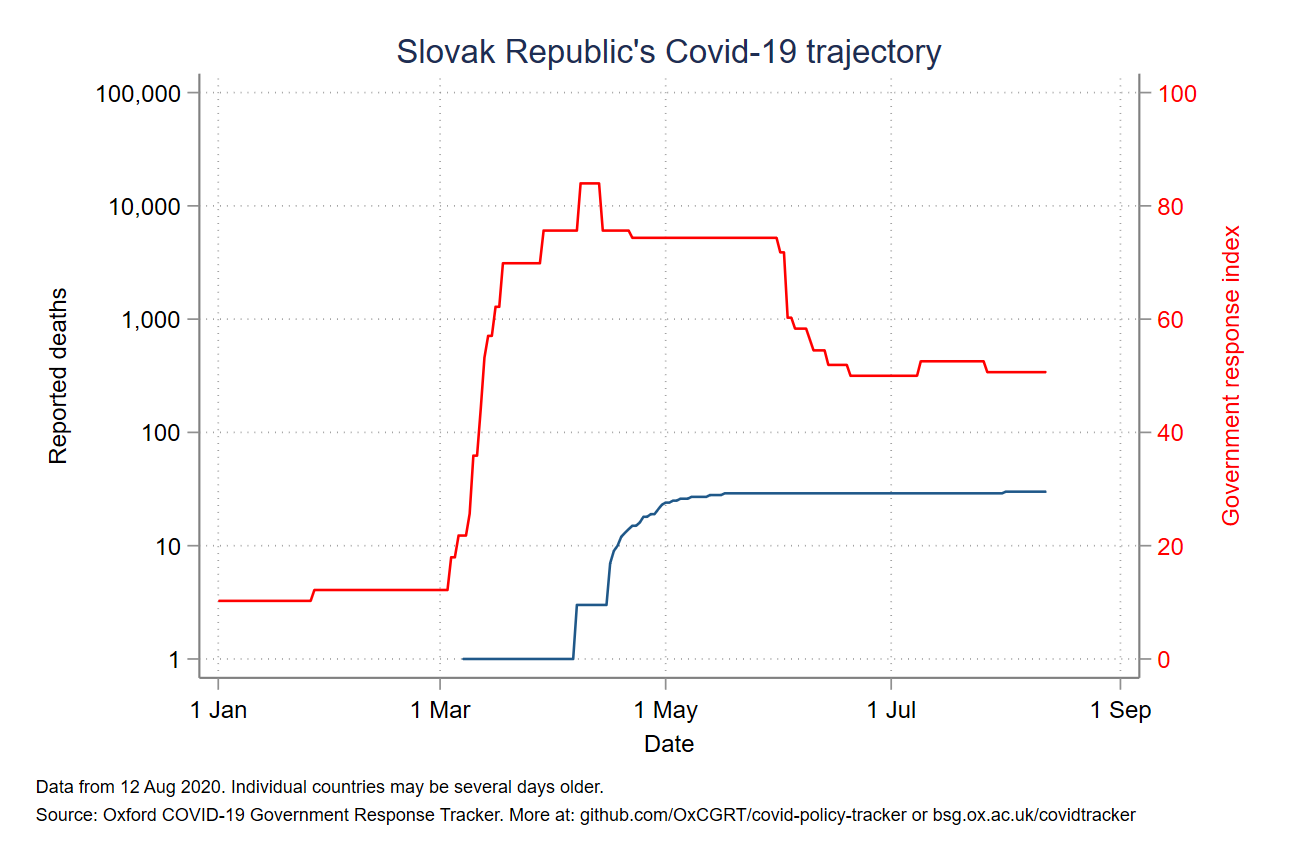 Slovak Republic's Covid-19 trajectory
100,000
10,000
1,000
100
10
1
Reported deaths
100
80
60
40
20
0
Government response index
1 Jan 1 Mar 1 May 1 Jul 1 Sep
Date
Data from 12 Aug 2020. Individual countries may be several days older.
Source: Oxford COVID-19 Government Response Tracker. More at: github.com/OxCGRT/covid-policy-tracker or bsg.ox.ac.uk/covidtracker